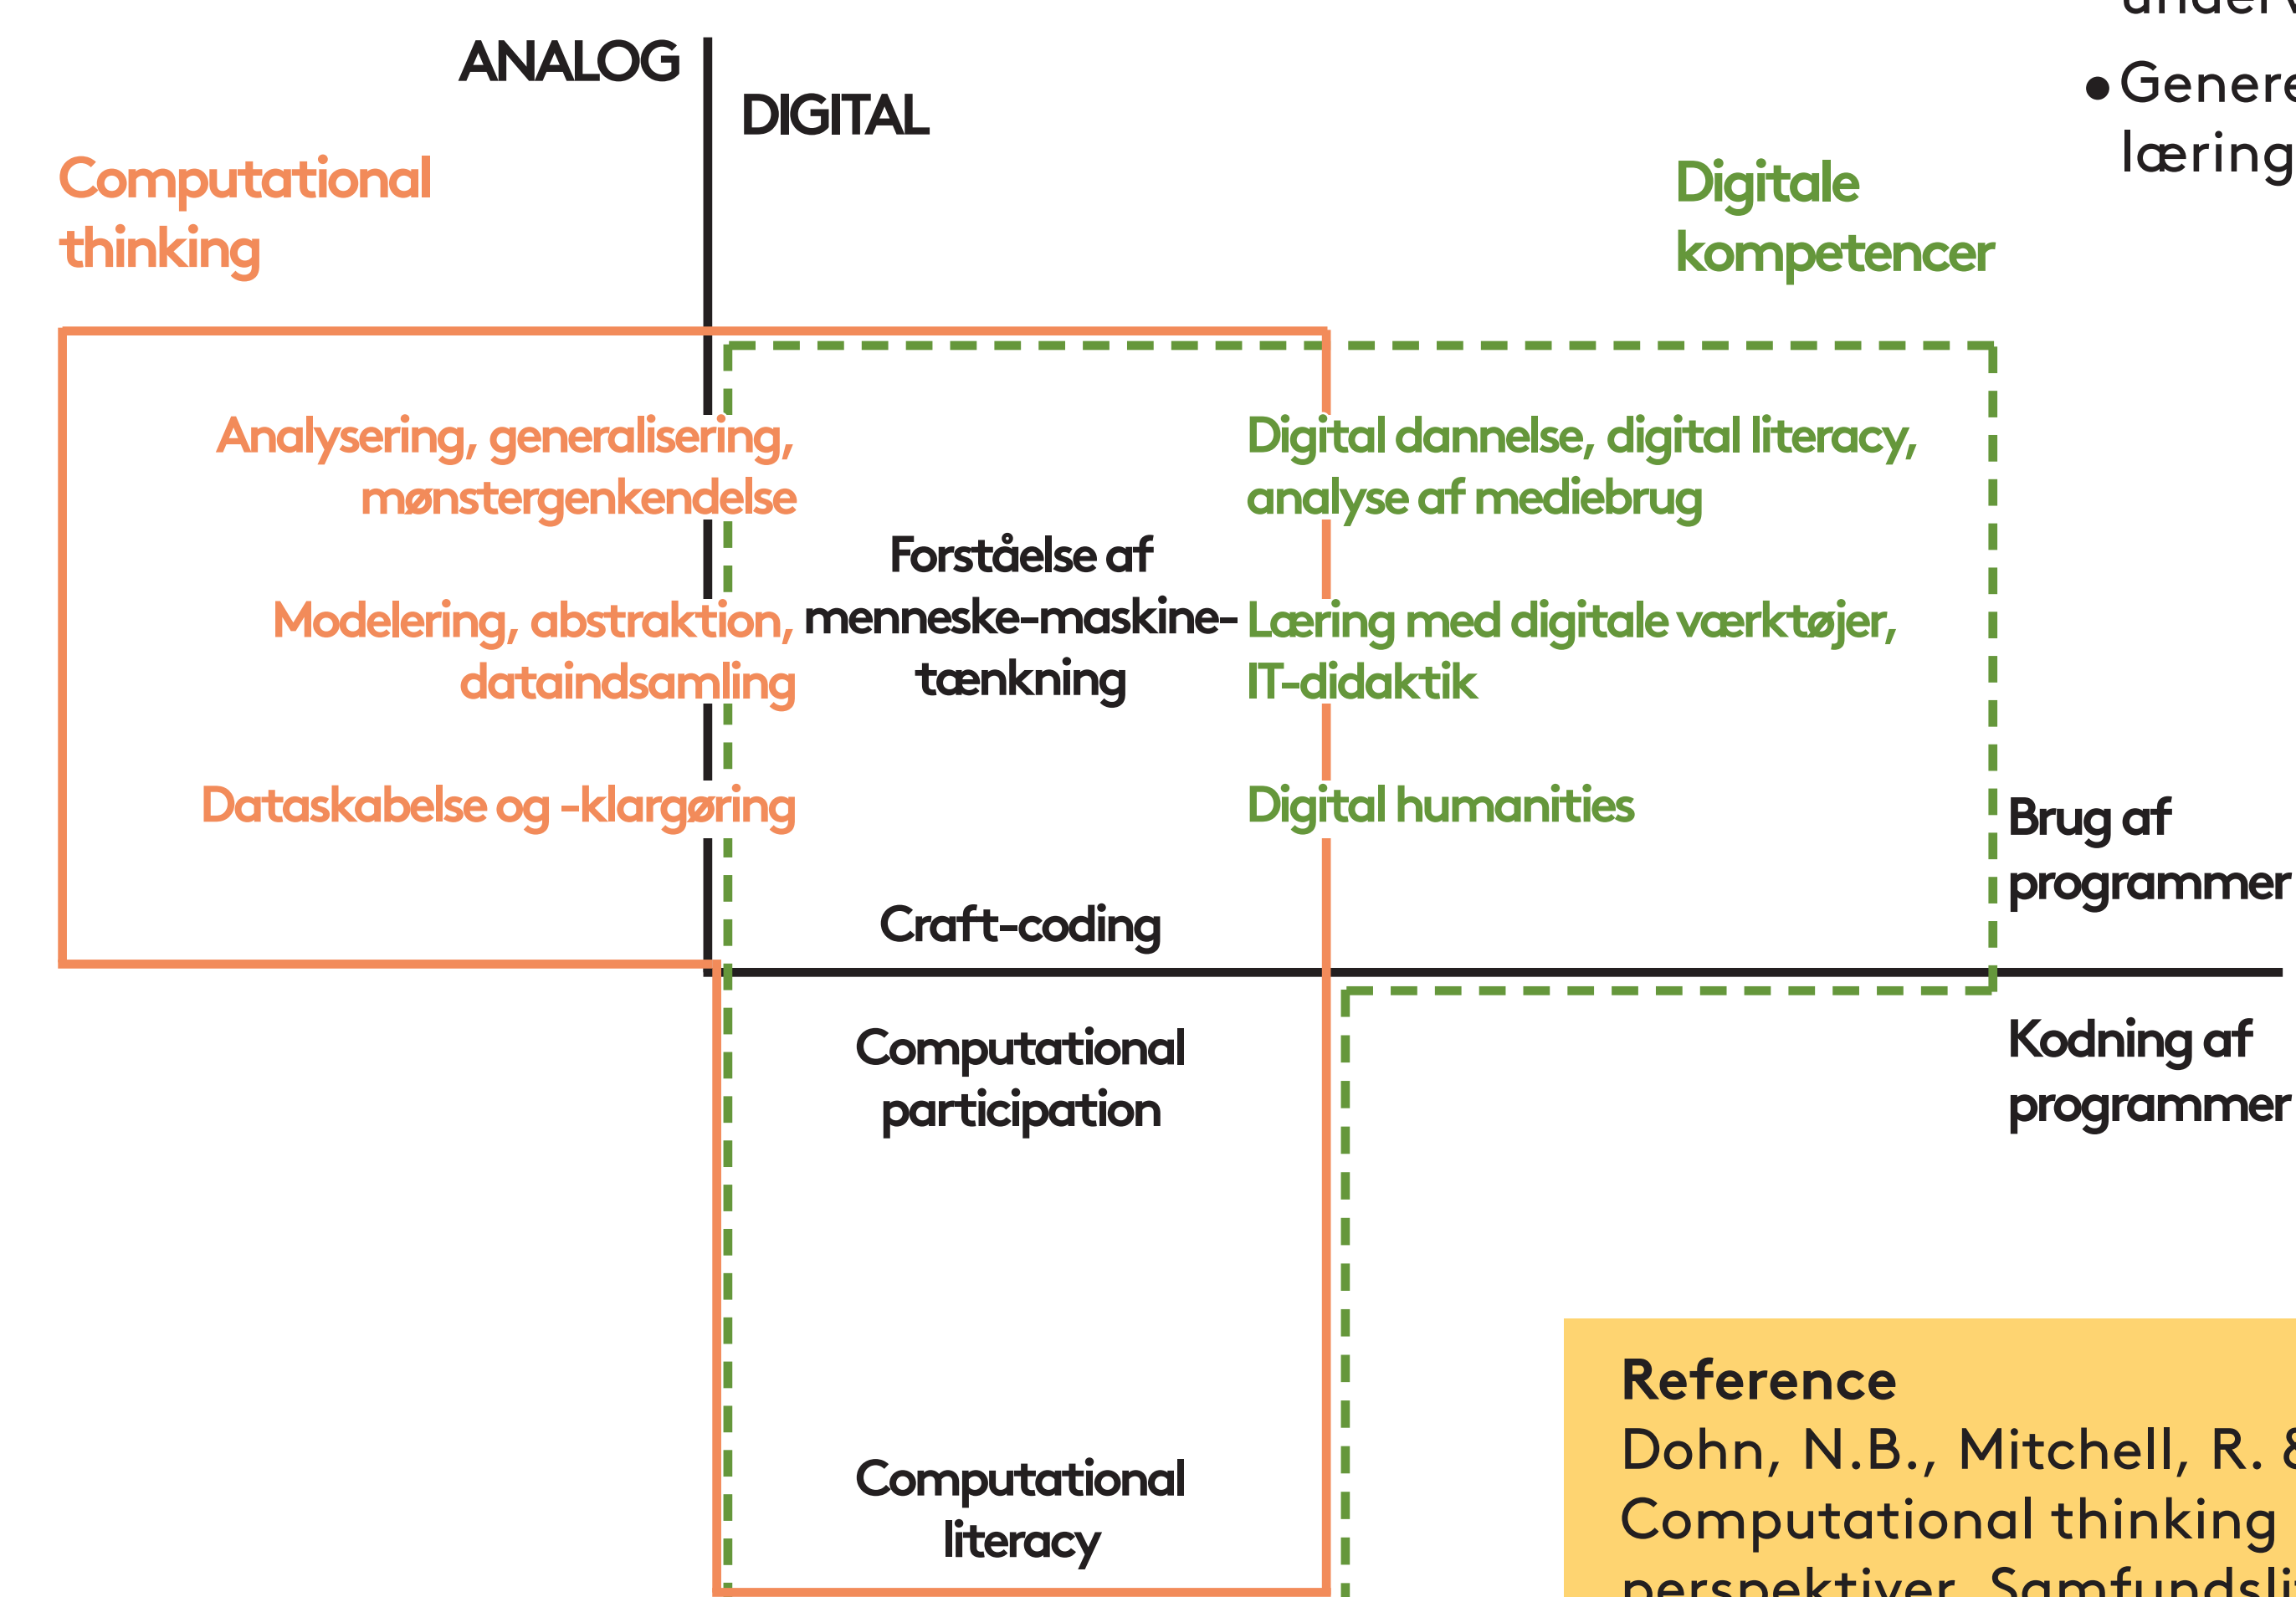 ANALOG
DIGITAL
læring
Computational
thinking
Digitale
kompetencer
Analysering, generalisering,
mønstergenkendelse
Modelering, abstraktion,
dataindsamling
Dataskabelse og -klargøring
Forståelse af
menneske-maskine-
tænkning
Craft-coding
Digital dannelse, digital literacy,
analyse af mediebrug
Læring med digitale værktøjer,
IT-didaktik
Digital humanities
Brug af
programmer
Kodning af
programmer
Computational
participation
Computational
literacy
Reference
Dohn, N.B., Mitchell, R. &
Computational thinking
perspektiver.